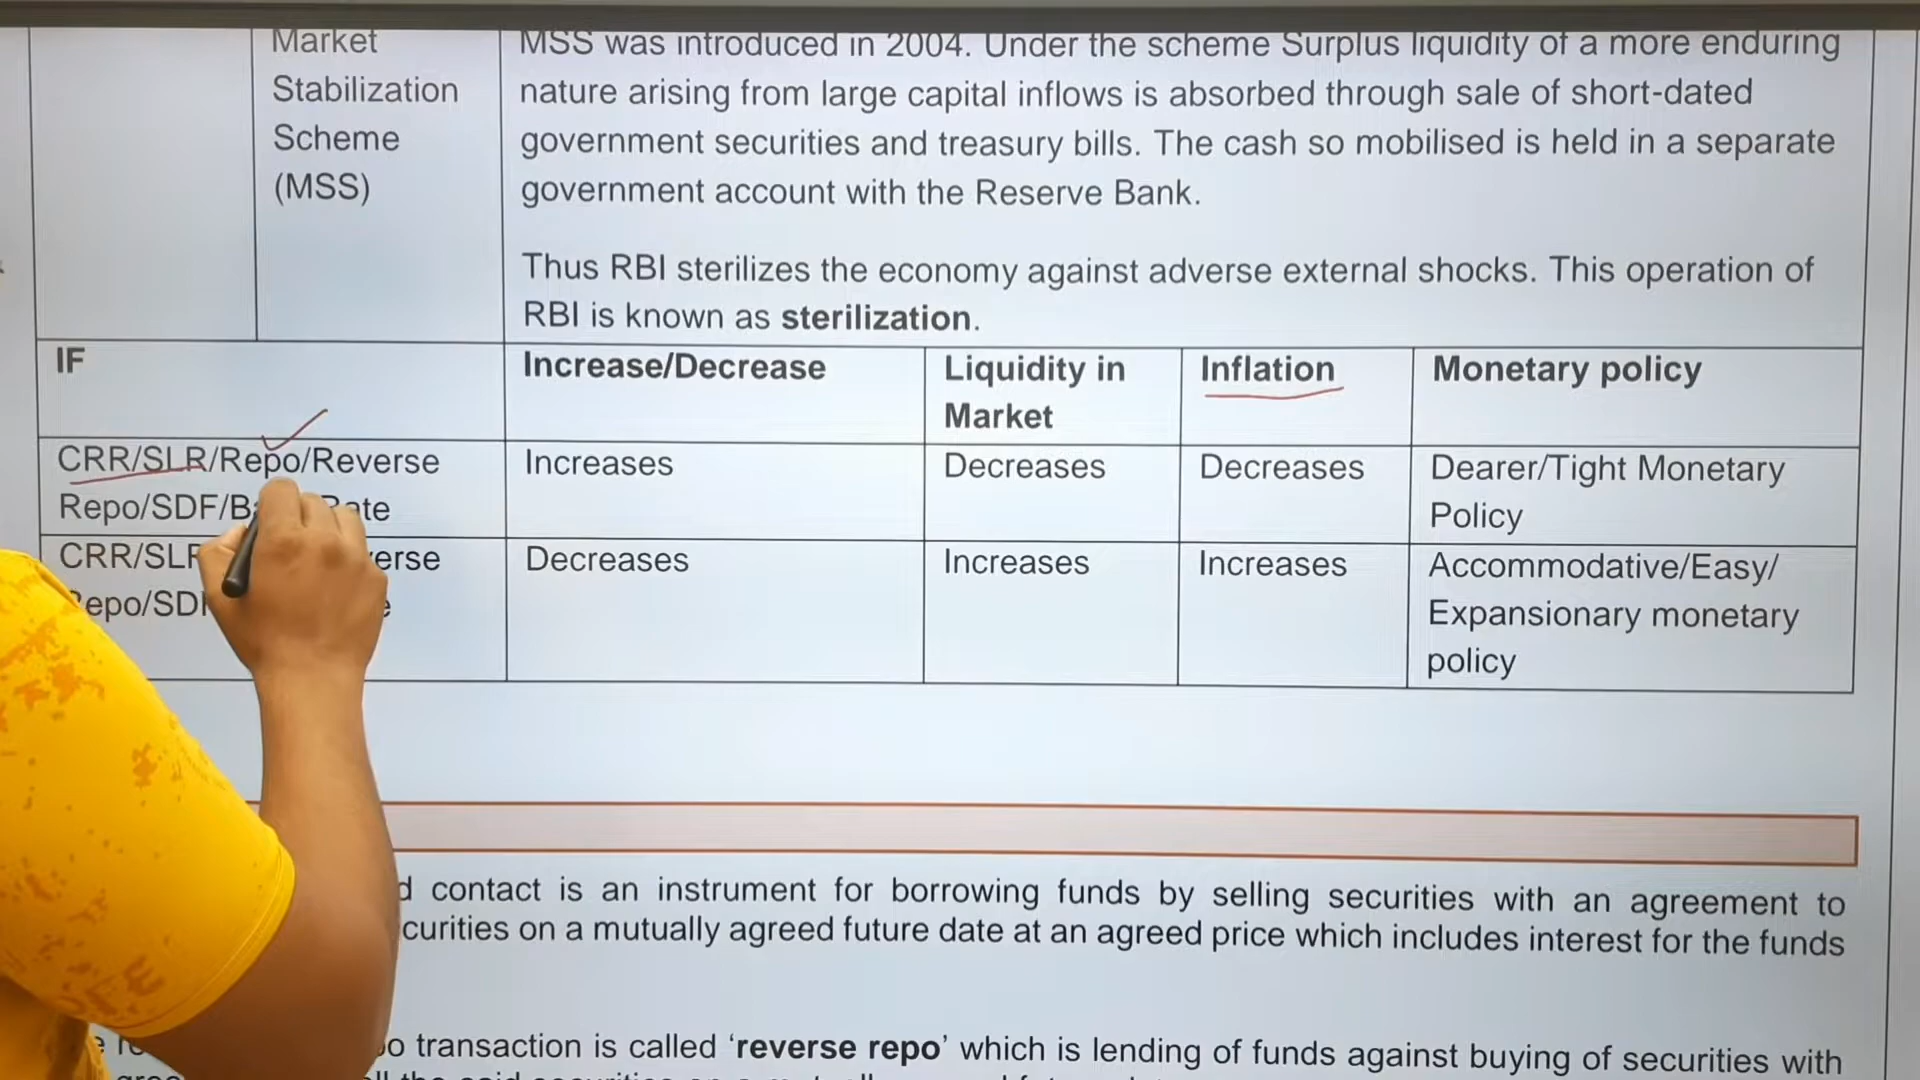 Market
Stabilization
Scheme
(MSS)
MSS was introduced in 2004. Under the scheme Surplus liquidity of a more enduring
nature arising from large capital inflows is absorbed through sale of short-dated
government securities and treasury bills. The cash so mobilised is held in a separate
government account with the Reserve Bank.
Thus RBI sterilizes the economy against adverse external shocks. This operation of
RBI is known as sterilization.
IF
Increase/Decrease
Liquidity in
Market
Inflation
Monetary policy
CRR/SLR/Repo/Reverse
Repo/SDF/
Increases
Decreases
Decreases
Dearer/Tight Monetary
Policy
CRR/
Decreases
Increases
Increases
Accommodative/Easy/
Expansionary monetary
policy
contact is an instrument for borrowing funds by selling securities with an agreement to
on a mutually agreed future date at an agreed price which includes interest for the funds
transaction is called ‘reverse repo’ which is lending of funds against buying of securities with